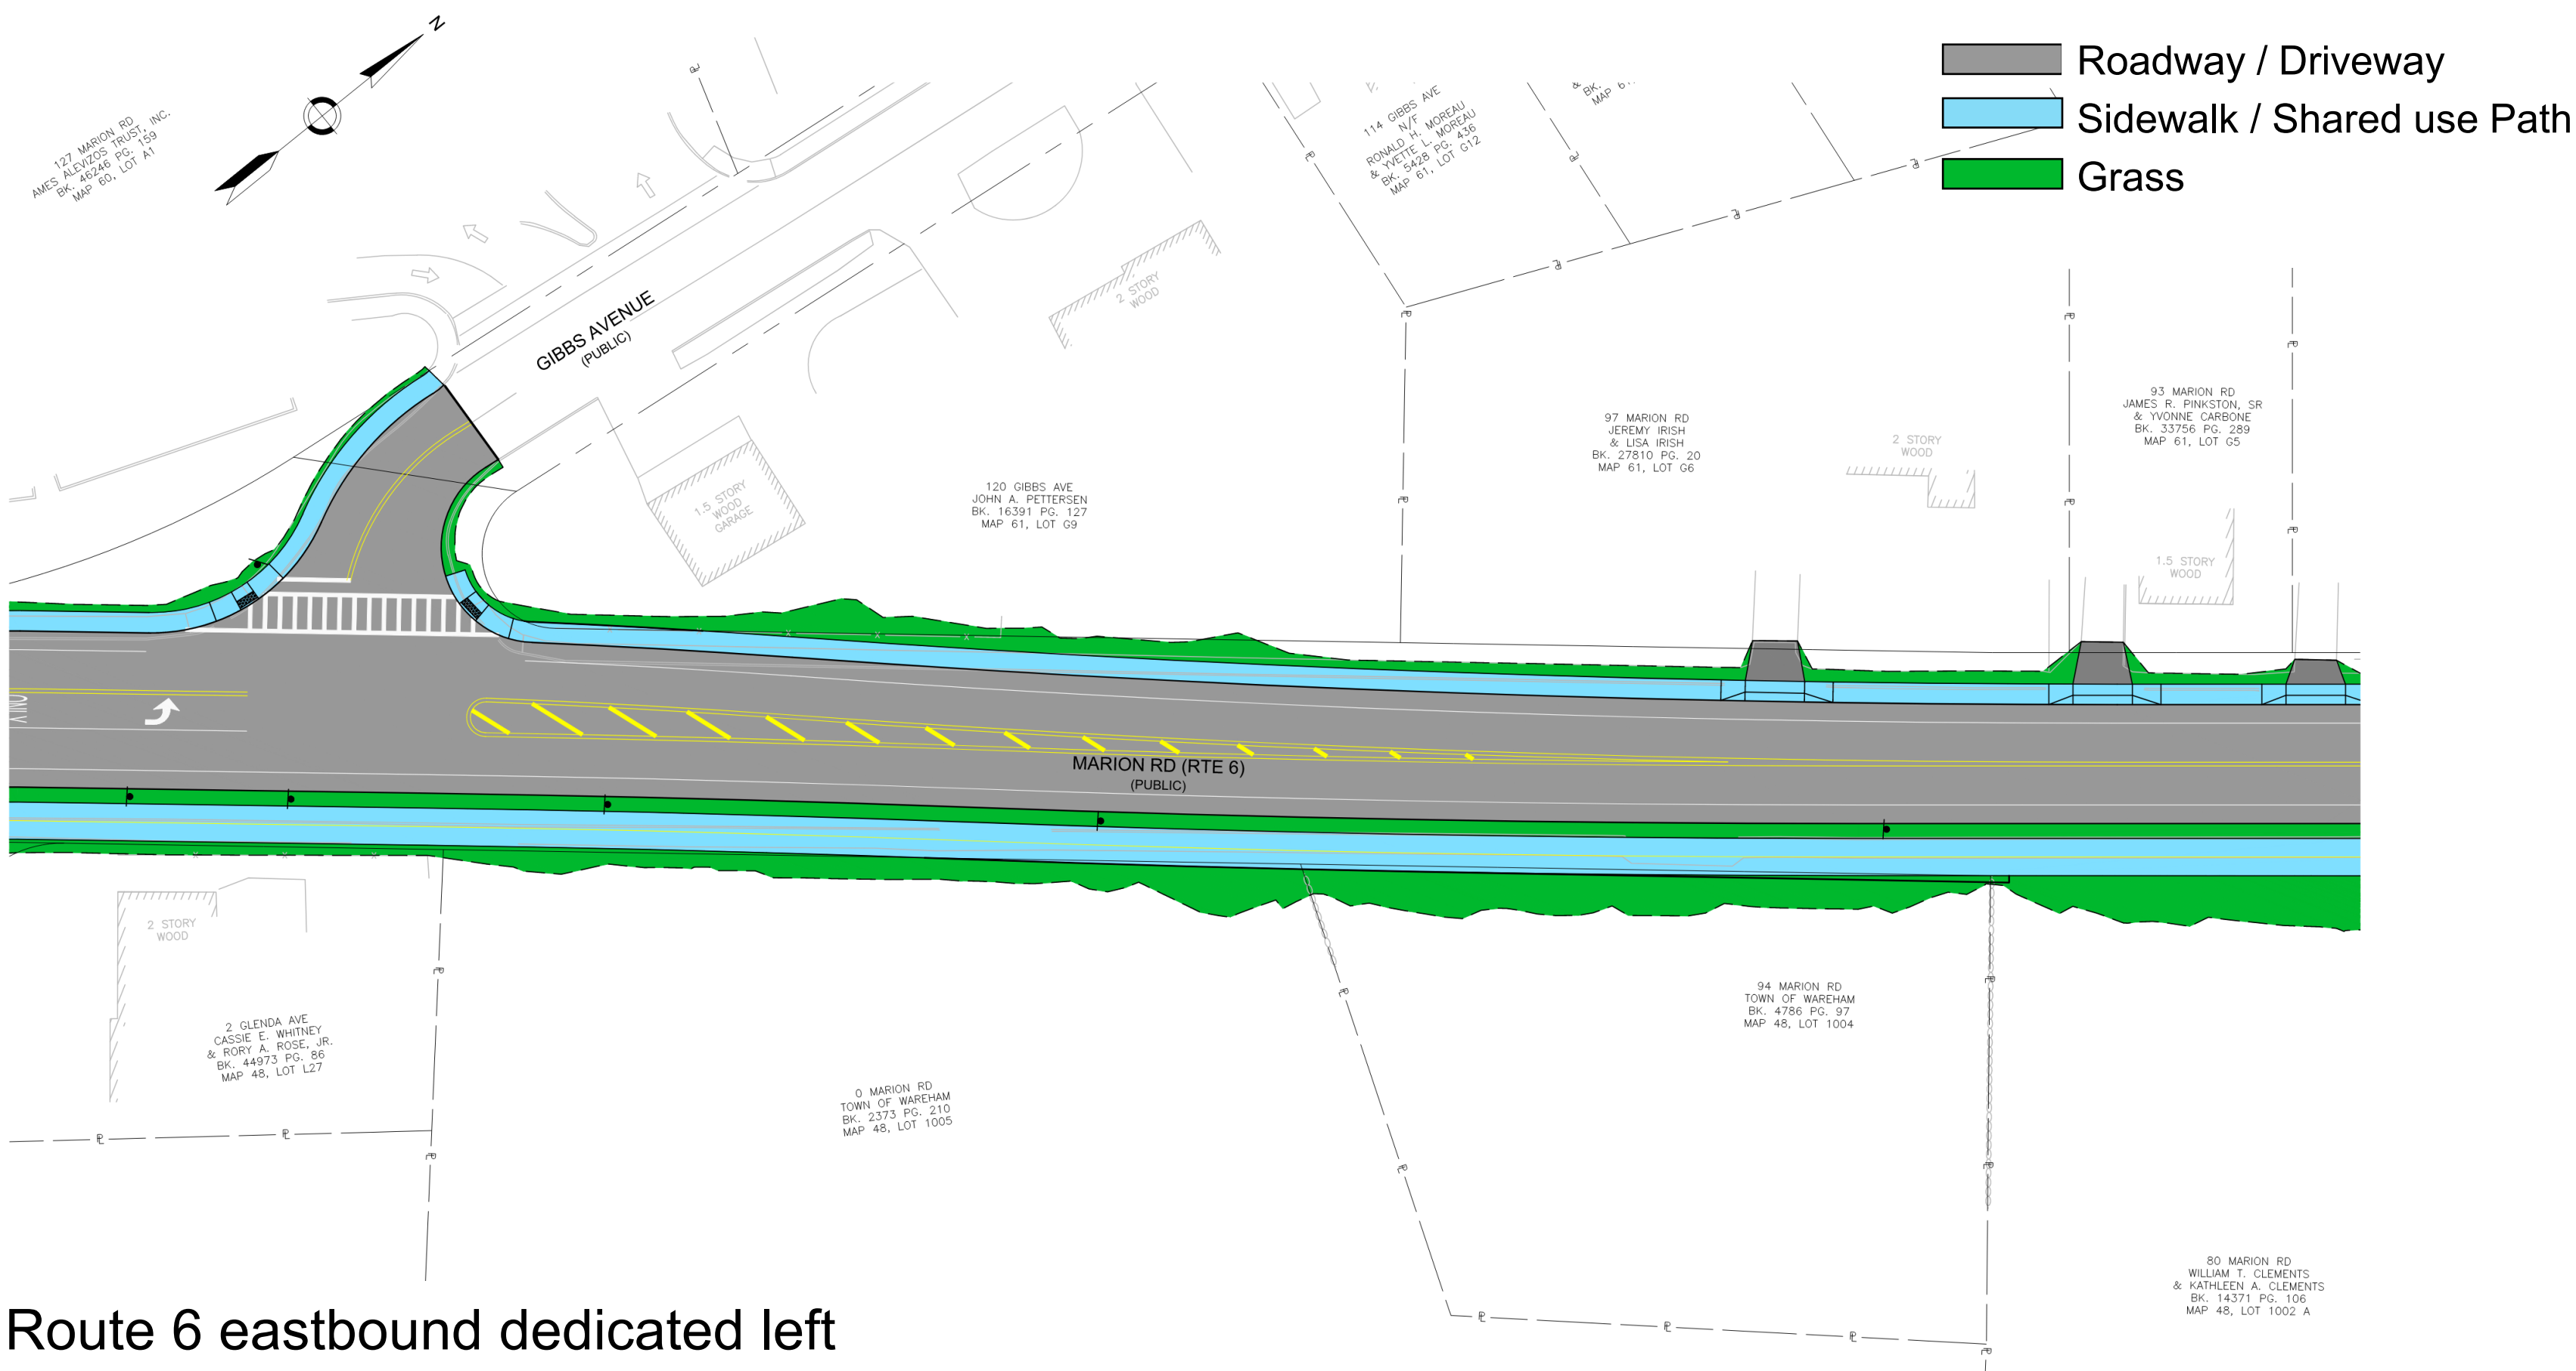 N
Roadway / Driveway
Sidewalk / Shared use Path
Grass
127 MARION RD
AMES ALEVIZOS TRUST, INC.
BK. 46246 PG. 159
MAP 60, LOT A1
114 GIBBS AVE
N/F
RONALD H. MOREAU
& YVETTE L. MOREAU
BK. 5428 PG. 436
MAP 61, LOT G12
& 
BK.
MAP 61,
GIBBS AVENUE
(PUBLIC)
2 STORY
WOOD
1.5 STORY
WOOD
GARAGE
120 GIBBS AVE
JOHN A. PETTERSEN
BK. 16391 PG. 127
MAP 61, LOT G9
97 MARION RD
JEREMY IRISH
& LISA IRISH
BK. 27810 PG. 20
MAP 61, LOT G6
2 STORY
WOOD
93 MARION RD
JAMES R. PINKSTON, SR
& YVONNE CARBONE
BK. 33756 PG. 289
MAP 61, LOT G5
1.5 STORY
WOOD
ONLY
MARION RD (RTE 6)
(PUBLIC)
2 STORY
WOOD
2 GLENDA AVE
CASSIE E. WHITNEY
& RORY A. ROSE, JR.
BK. 44973 PG. 86
MAP 48, LOT L27
0 MARION RD
TOWN OF WAREHAM
BK. 2373 PG. 210
MAP 48, LOT 1005
94 MARION RD
TOWN OF WAREHAM
BK. 4786 PG. 97
MAP 48, LOT 1004
80 MARION RD
WILLIAM T. CLEMENTS
& KATHLEEN A. CLEMENTS
BK. 14371 PG. 106
MAP 48, LOT 1002 A
Route 6 eastbound dedicated left